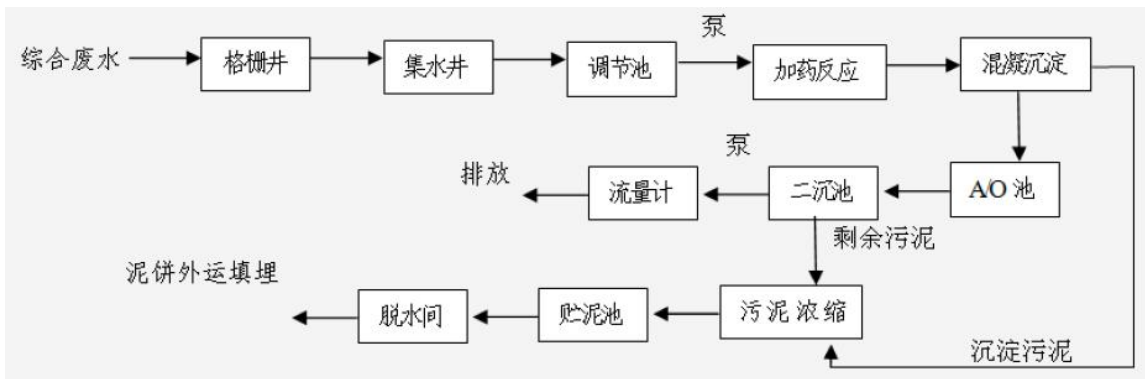 泵
综合废水
格栅井
集水井
调节池
加药反应
混凝沉淀
泵
排放
流量计
二沉池
A/O 池
剩余污泥
泥饼外运填埋
脱水间
贮泥池
污泥浓缩
沉淀污泥